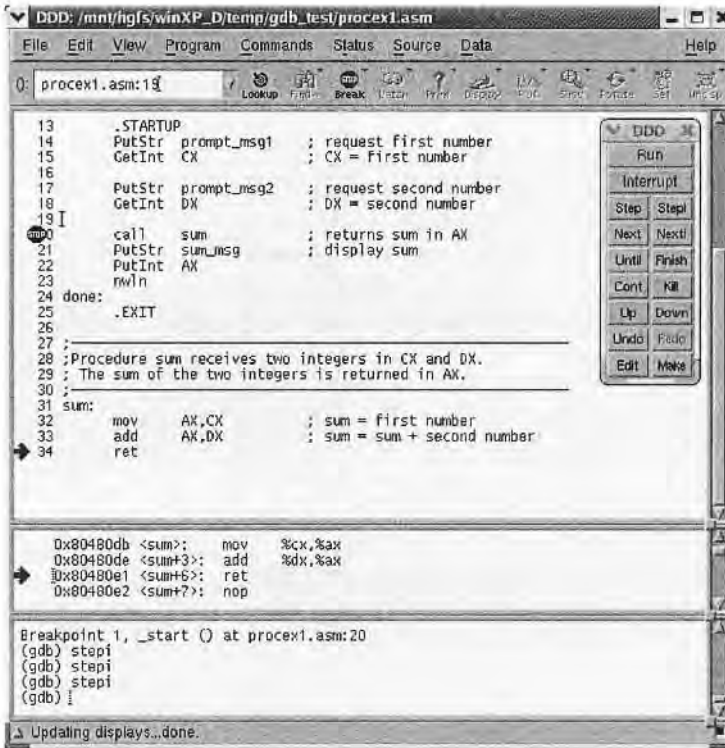 DDD: /mnt/hgfs/winXP_D/temp/gdb_test/procex1.asm
File Edit View Program Commands Status Source Data Help
(): procex1.asm:19
Lookup Find» Break Watch Print Display Plot Show Rotate Set Undisp
13 .STARTUP
14 PutStr prompt_msg1 ; request first number
15 GetInt CX ; CX = first number
16
17 PutStr prompt_msg2 ; request second number
18 GetInt DX ; DX = second number
19
STOP 0 call sum ; returns sum in AX
21 PutStr sum_msg ; display sum
22 PutInt AX
23 nwln
24 done:
25 .EXIT
26
27 ;
28 ;Procedure sum receives two integers in CX and DX.
29 ; The sum of the two integers is returned in AX.
30 ;
31 sum:
32 mov AX,CX ; sum = first number
33 add AX,DX ; sum = sum + second number
34 ret
DDD
Run
Interrupt
Step Stepi
Next Nexti
Until Finish
Cont Kill
Up Down
Undo Redo
Edit Make
0x80480db <sum>: mov %cx,%ax
0x80480de <sum+3>: add %dx,%ax
0x80480e1 <sum+6>: ret
0x80480e2 <sum+7>: nop
Breakpoint 1, _start () at procex1.asm:20
(gdb) stepi
(gdb) stepi
(gdb) stepi
(gdb)
Updating displays...done.